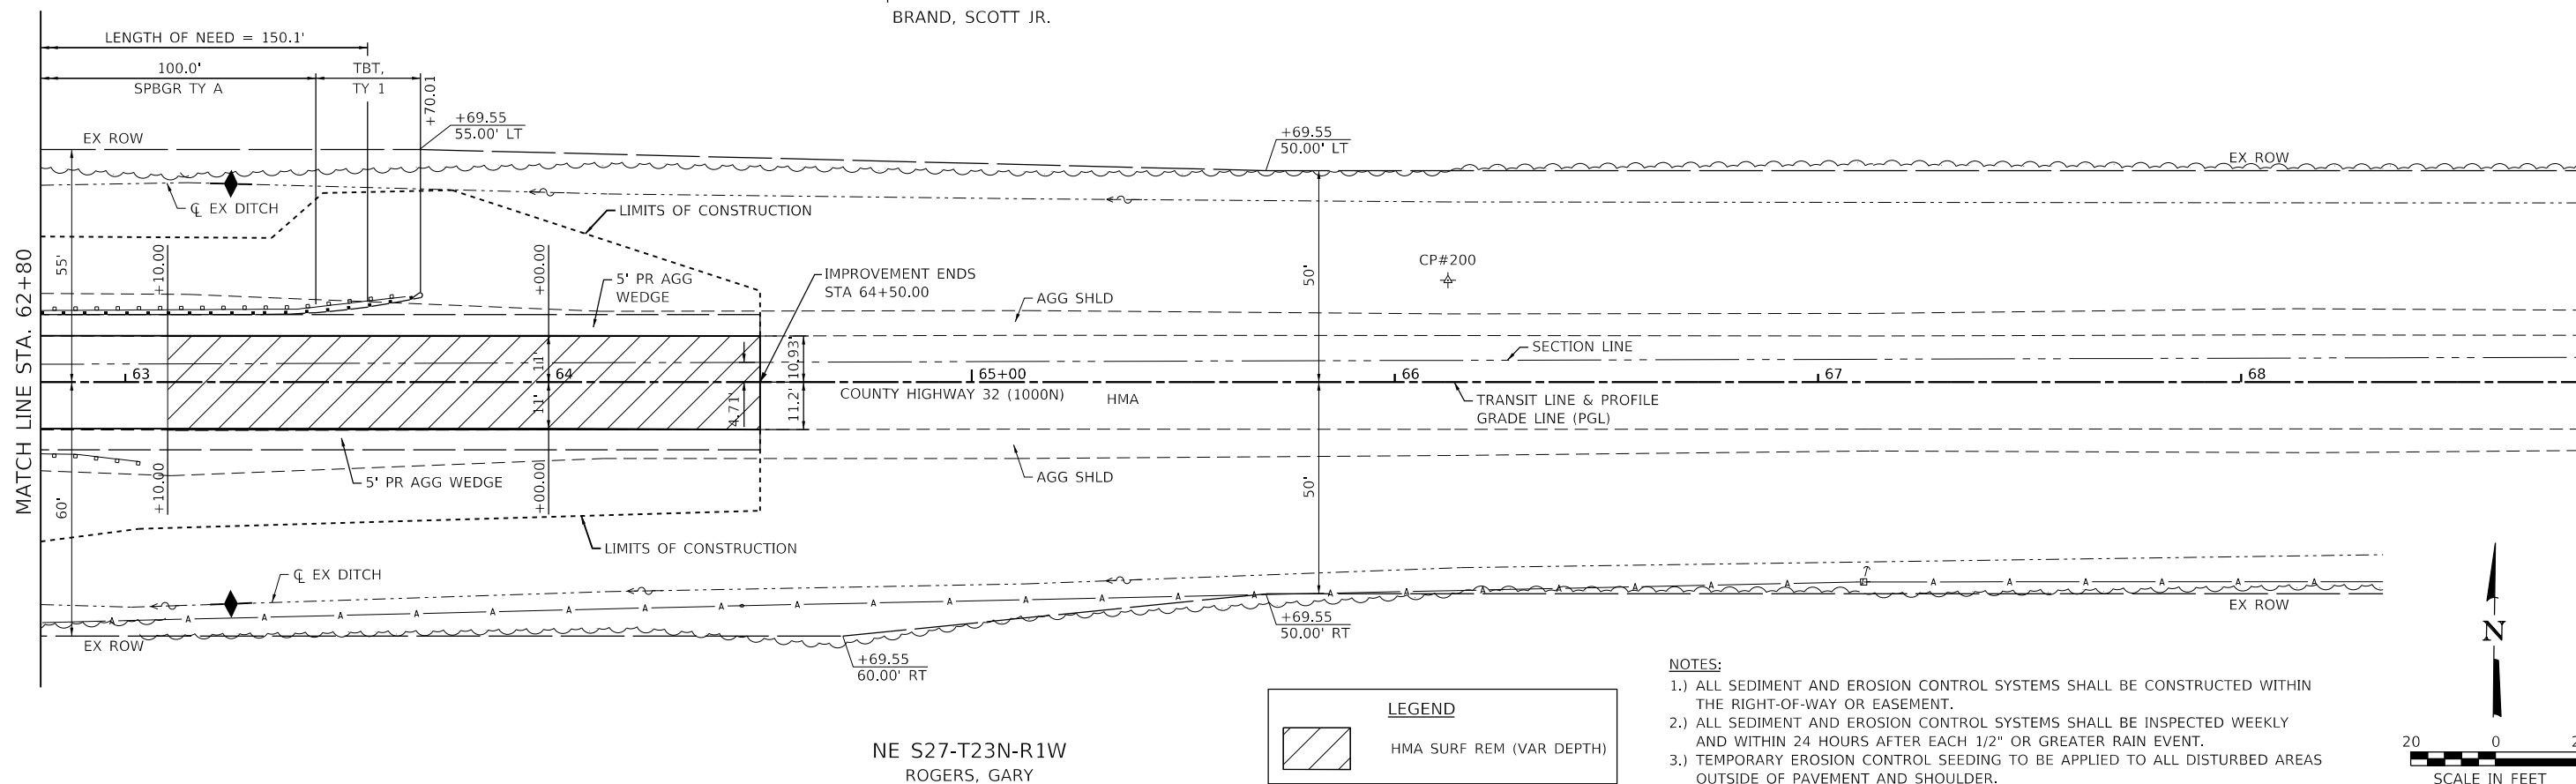 BRAND, SCOTT JR.
LENGTH OF NEED = 150.1'
100.0'
SPBGR TY A
TBT,
TY 1
+70.01
+69.55
55.00' LT
+69.55
50.00' LT
EX ROW
EX ROW
℄ EX DITCH
LIMITS OF CONSTRUCTION
MATCH LINE STA. 62+80
55'
+10.00
+00.00
5' PR AGG
WEDGE
IMPROVEMENT ENDS
STA 64+50.00
AGG SHLD
50'
CP#200
SECTION LINE
11'
10.93'
63
64
65+00
66
67
68
11'
4.71'
11.2'
COUNTY HIGHWAY 32 (1000N)
HMA
TRANSIT LINE & PROFILE
GRADE LINE (PGL)
5' PR AGG WEDGE
AGG SHLD
60'
+10.00
+00.00
50'
LIMITS OF CONSTRUCTION
℄ EX DITCH
A A A A A A A A A A A A A A A A A A A A A A A A A A A A
EX ROW
+69.55
60.00' RT
+69.55
50.00' RT
EX ROW
N
NE S27-T23N-R1W
ROGERS, GARY
LEGEND
HMA SURF REM (VAR DEPTH)
NOTES:
1.) ALL SEDIMENT AND EROSION CONTROL SYSTEMS SHALL BE CONSTRUCTED WITHIN
THE RIGHT-OF-WAY OR EASEMENT.
2.) ALL SEDIMENT AND EROSION CONTROL SYSTEMS SHALL BE INSPECTED WEEKLY
AND WITHIN 24 HOURS AFTER EACH 1/2" OR GREATER RAIN EVENT.
3.) TEMPORARY EROSION CONTROL SEEDING TO BE APPLIED TO ALL DISTURBED AREAS
OUTSIDE OF PAVEMENT AND SHOULDER.
20 0 2
SCALE IN FEET